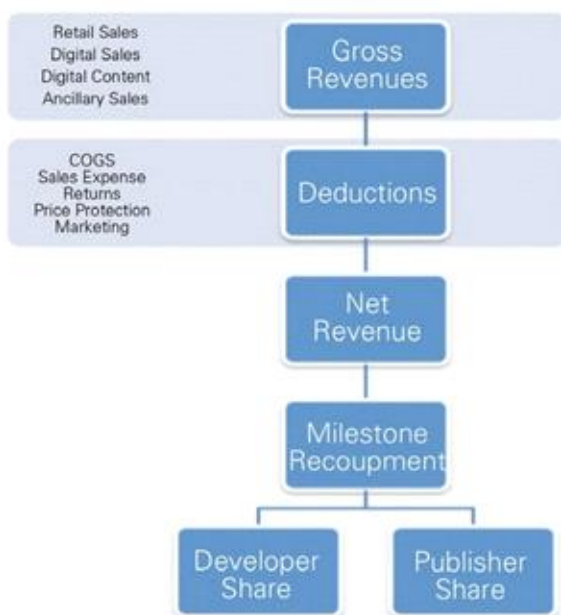 Retail Sales
Digital Sales
Digital Content
Ancillary Sales
Gross
Revenues
COGS
Sales Expense
Returns
Price Protection
Marketing
Deductions
Net
Revenue
Milestone
Recoupment
Developer
Share
Publisher
Share